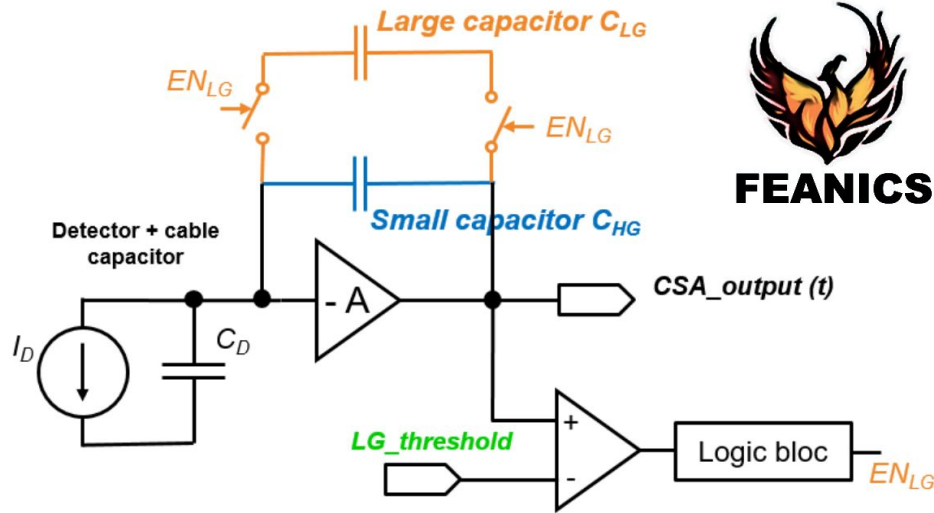 Large capacitor CLG
ENLG
ENLG
FEANICS
Small capacitor CHG
Detector + cable
capacitor
- A
CSA_output (t)
ID
CD
LG_threshold
+
-
Logic bloc
ENLG